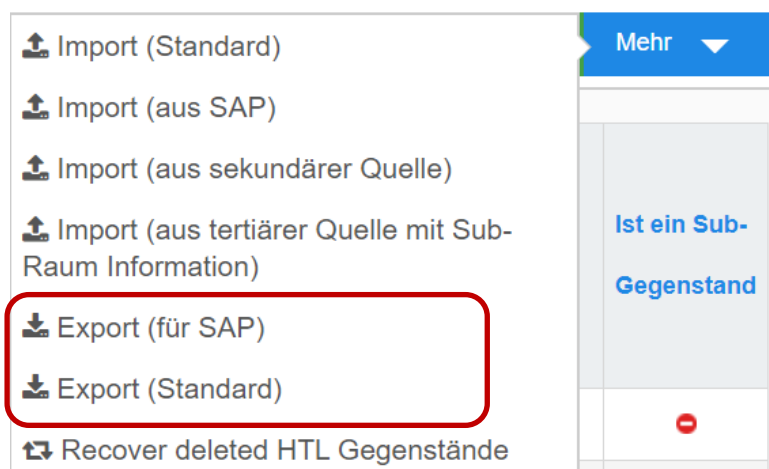 Import (Standard)
Import (aus SAP)
Import (aus sekundärer Quelle)
Import (aus tertiärer Quelle mit Sub-
Raum Information)
Export (für SAP)
Export (Standard)
Recover deleted HTL Gegenstände
Mehr
Ist ein Sub-
Gegenstand